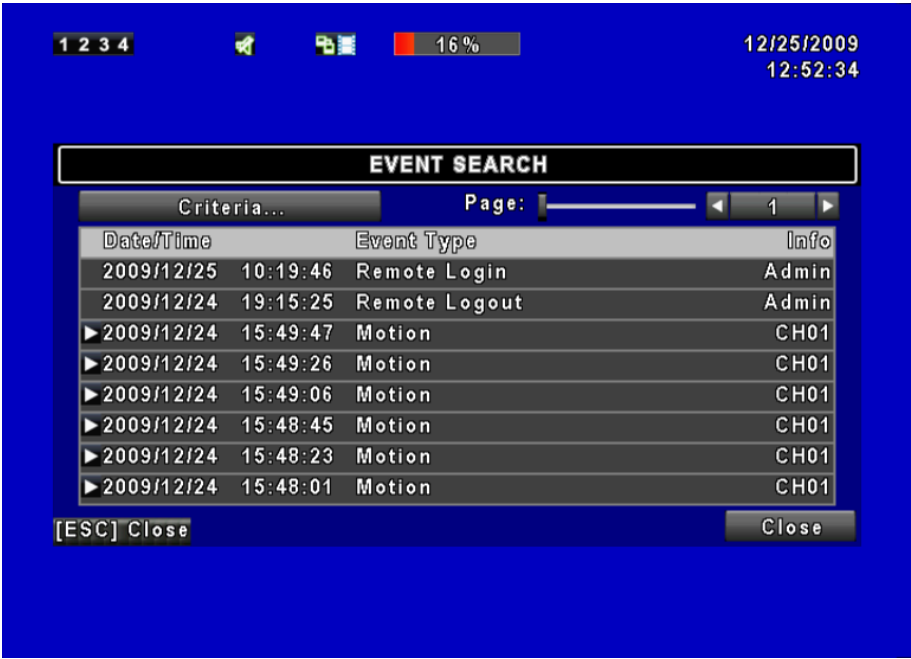 1 2 3 4 16% 12/25/2009
12:52:34
EVENT SEARCH
Criteria... Page: 1
Date/Time Event Type Info
2009/12/25 10:19:46 Remote Login Admin
2009/12/24 19:15:25 Remote Logout Admin
2009/12/24 15:49:47 Motion CH01
2009/12/24 15:49:26 Motion CH01
2009/12/24 15:49:06 Motion CH01
2009/12/24 15:48:45 Motion CH01
2009/12/24 15:48:23 Motion CH01
2009/12/24 15:48:01 Motion CH01
[ESC] Close Close